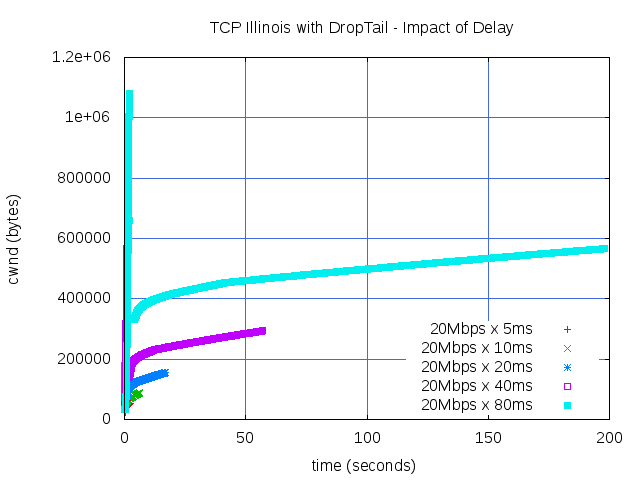 TCP Illinois with DropTail - Impact of Delay
1.2e+06
1e+06
800000
600000
400000
200000
0
cwnd (bytes)
20Mbps x 5ms
20Mbps x 10ms
20Mbps x 20ms
20Mbps x 40ms
20Mbps x 80ms
0 50 100 150 200
time (seconds)